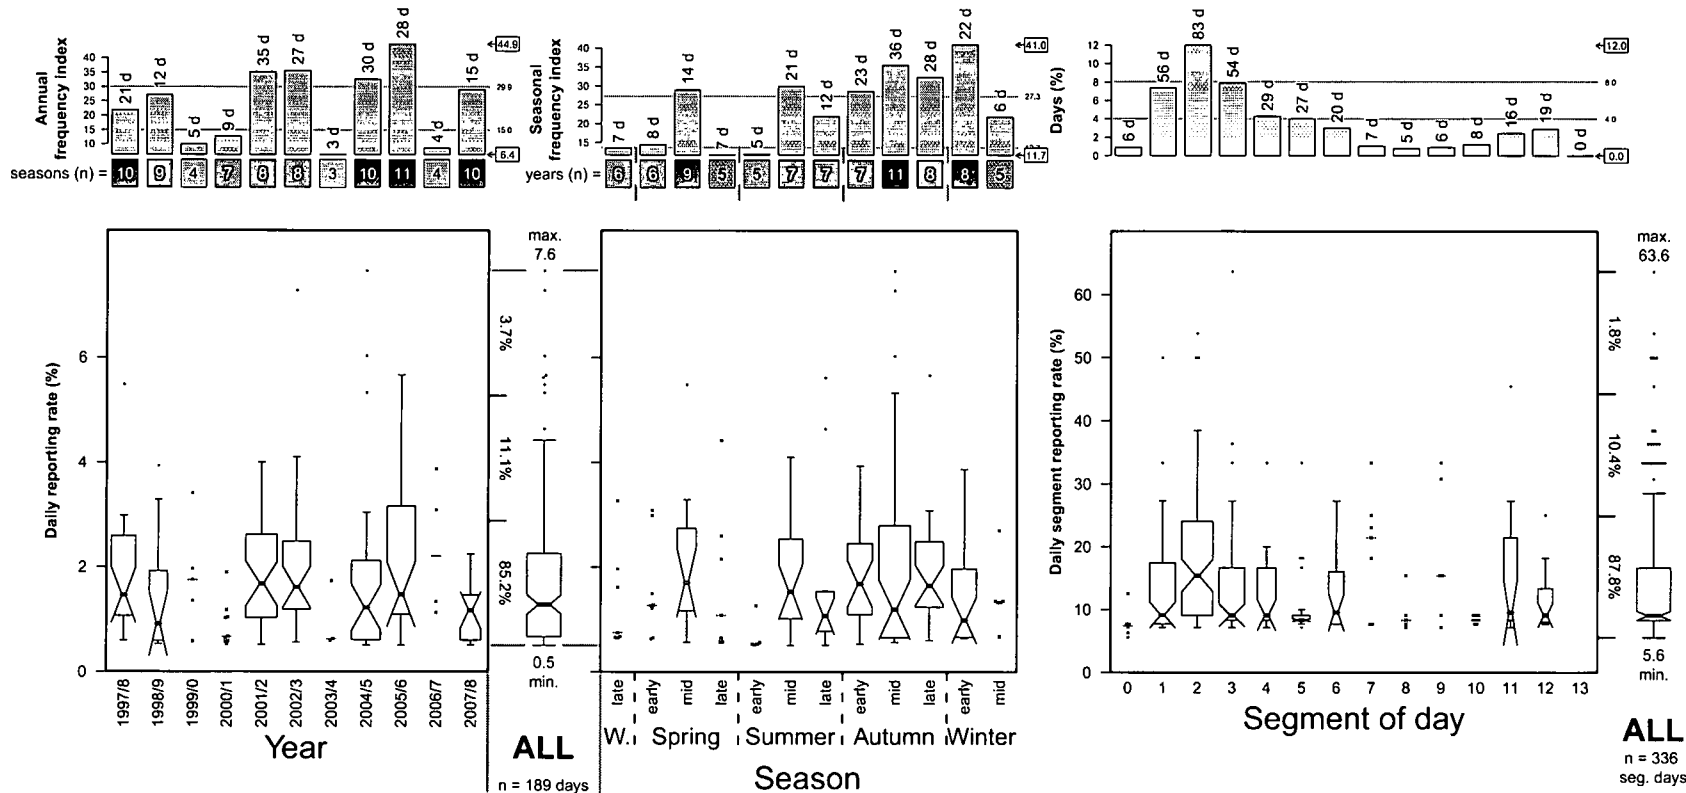 Annual frequency index
40
35
30
25
20
15
10
21 d
12 d
5 d
9 d
35 d
27 d
3 d
30 d
28 d
4 d
15 d
44.9
29.9
15.0
6.4
seasons (n) =
10
9
4
7
8
8
3
10
11
4
10
Seasonal frequency index
40
35
30
25
20
15
7 d
8 d
14 d
7 d
5 d
21 d
12 d
23 d
36 d
28 d
22 d
6 d
41.0
27.3
11.7
years (n) =
6
6
9
5
5
7
7
7
11
8
8
5
Days (%)
12
10
8
6
4
2
0
6 d
56 d
83 d
54 d
29 d
27 d
20 d
7 d
5 d
6 d
8 d
16 d
19 d
0 d
12.0
8.0
4.0
0.0
Daily reporting rate (%)
6
4
2
0
1997/8
1998/9
1999/0
2000/1
2001/2
2002/3
2003/4
2004/5
2005/6
2006/7
2007/8
Year
max.
7.6
3.7%
11.1%
85.2%
0.5
min.
ALL
n = 189 days
late
early
mid
late
early
mid
late
early
mid
late
early
mid
W.
Spring
Summer
Autumn
Winter
Season
Daily segment reporting rate (%)
60
50
40
30
20
10
0
0
1
2
3
4
5
6
7
8
9
10
11
12
13
Segment of day
max.
63.6
1.8%
10.4%
87.8%
5.6
min.
ALL
n = 336
seg. days